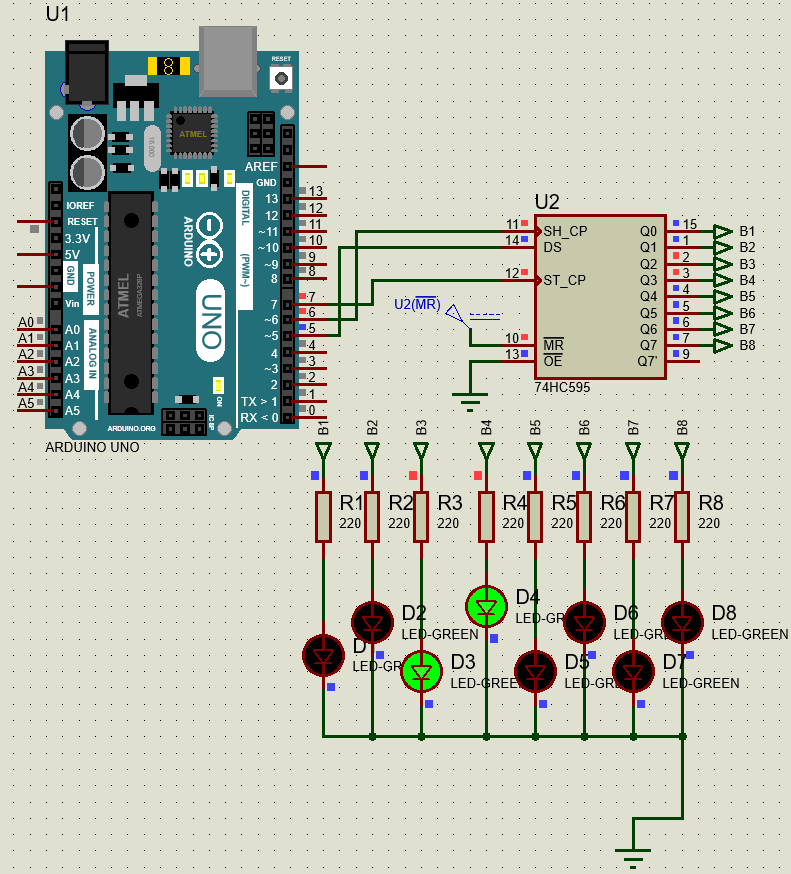 U1
RESET
ATMEL
16.000
AREF
GND
IOREF
RESET
3.3V
5V
GND
Vin
POWER
A0 A0
A1 A1
A2 A2
A3 A3
A4 A4
A5 A5
ANALOG IN
ATMEL
ARDUINO
UNO
DIGITAL (PWM~)
13 13
12 12
~11 11
~10 10
~9 9
8 8
7 7
~6 6
~5 5
4 4
~3 3
2 2
TX > 1 1
RX < 0 0
ON
ARDUINO.ORG
ARDUINO UNO
U2
11 SH_CP Q0 15 B1
14 DS Q1 1 B2
Q2 2 B3
12 ST_CP Q3 3 B4
Q4 4 B5
Q5 5 B6
Q6 6 B7
10 MR Q7 7 B8
13 OE Q7' 9
U2(MR)
74HC595
B1 B2 B3 B4 B5 B6 B7 B8
R1 R2 R3 R4 R5 R6 R7 R8
220 220 220 220 220 220 220 220
D4
LED-GR
D2 D6 D8
LED-GREEN LED-GR LED-GREEN
D
LED-GR
D3 D5 D7
LED-GREE LED-GREEN LED-GREEN